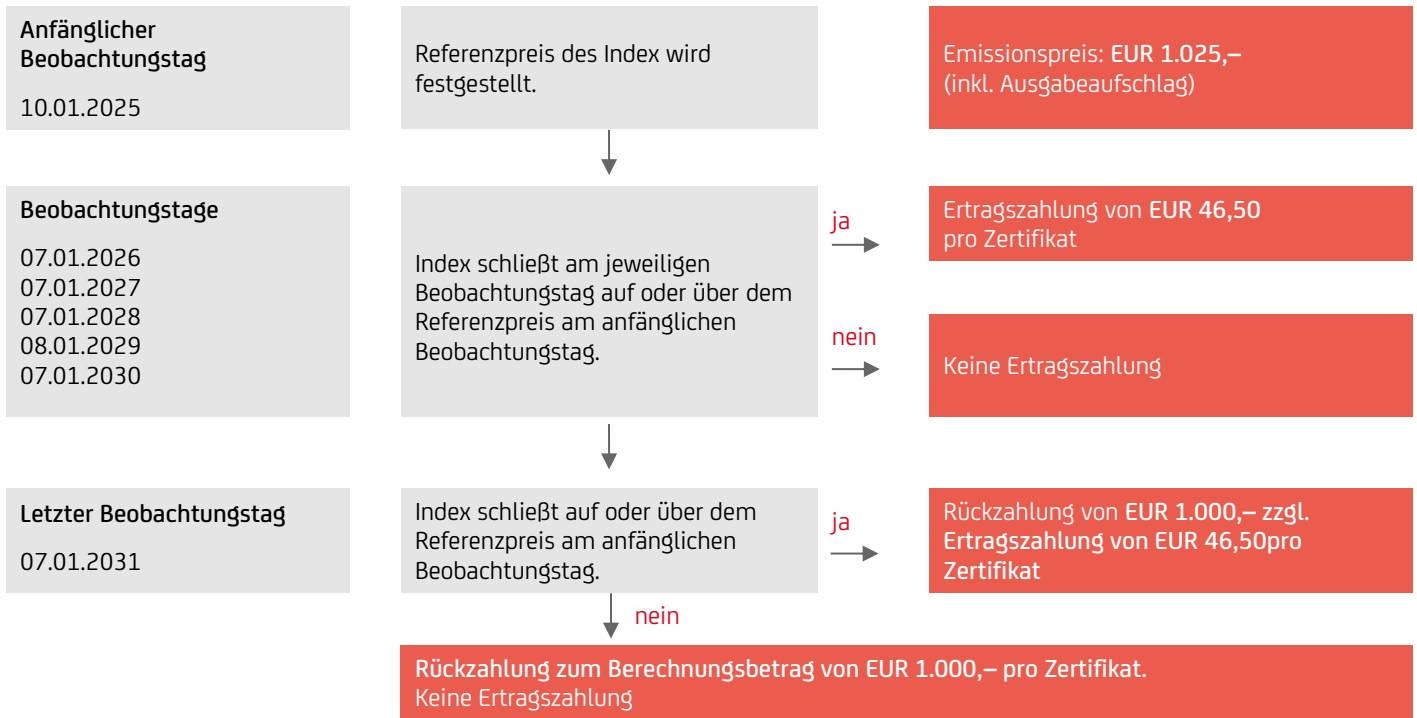 Anfänglicher
Beobachtungstag
10.01.2025
Referenzpreis des Index wird
festgestellt.
Emissionspreis: EUR 1.025,–
(inkl. Ausgabeaufschlag)
Beobachtungstage
07.01.2026
07.01.2027
07.01.2028
08.01.2029
07.01.2030
Index schließt am jeweiligen
Beobachtungstag auf oder über dem
Referenzpreis am anfänglichen
Beobachtungstag.
ja
Ertragszahlung von EUR 46,50
pro Zertifikat
nein
Keine Ertragszahlung
Letzter Beobachtungstag
07.01.2031
Index schließt auf oder über dem
Referenzpreis am anfänglichen
Beobachtungstag.
ja
Rückzahlung von EUR 1.000,– zzgl.
Ertragszahlung von EUR 46,50pro
Zertifikat
nein
Rückzahlung zum Berechnungsbetrag von EUR 1.000,– pro Zertifikat.
Keine Ertragszahlung